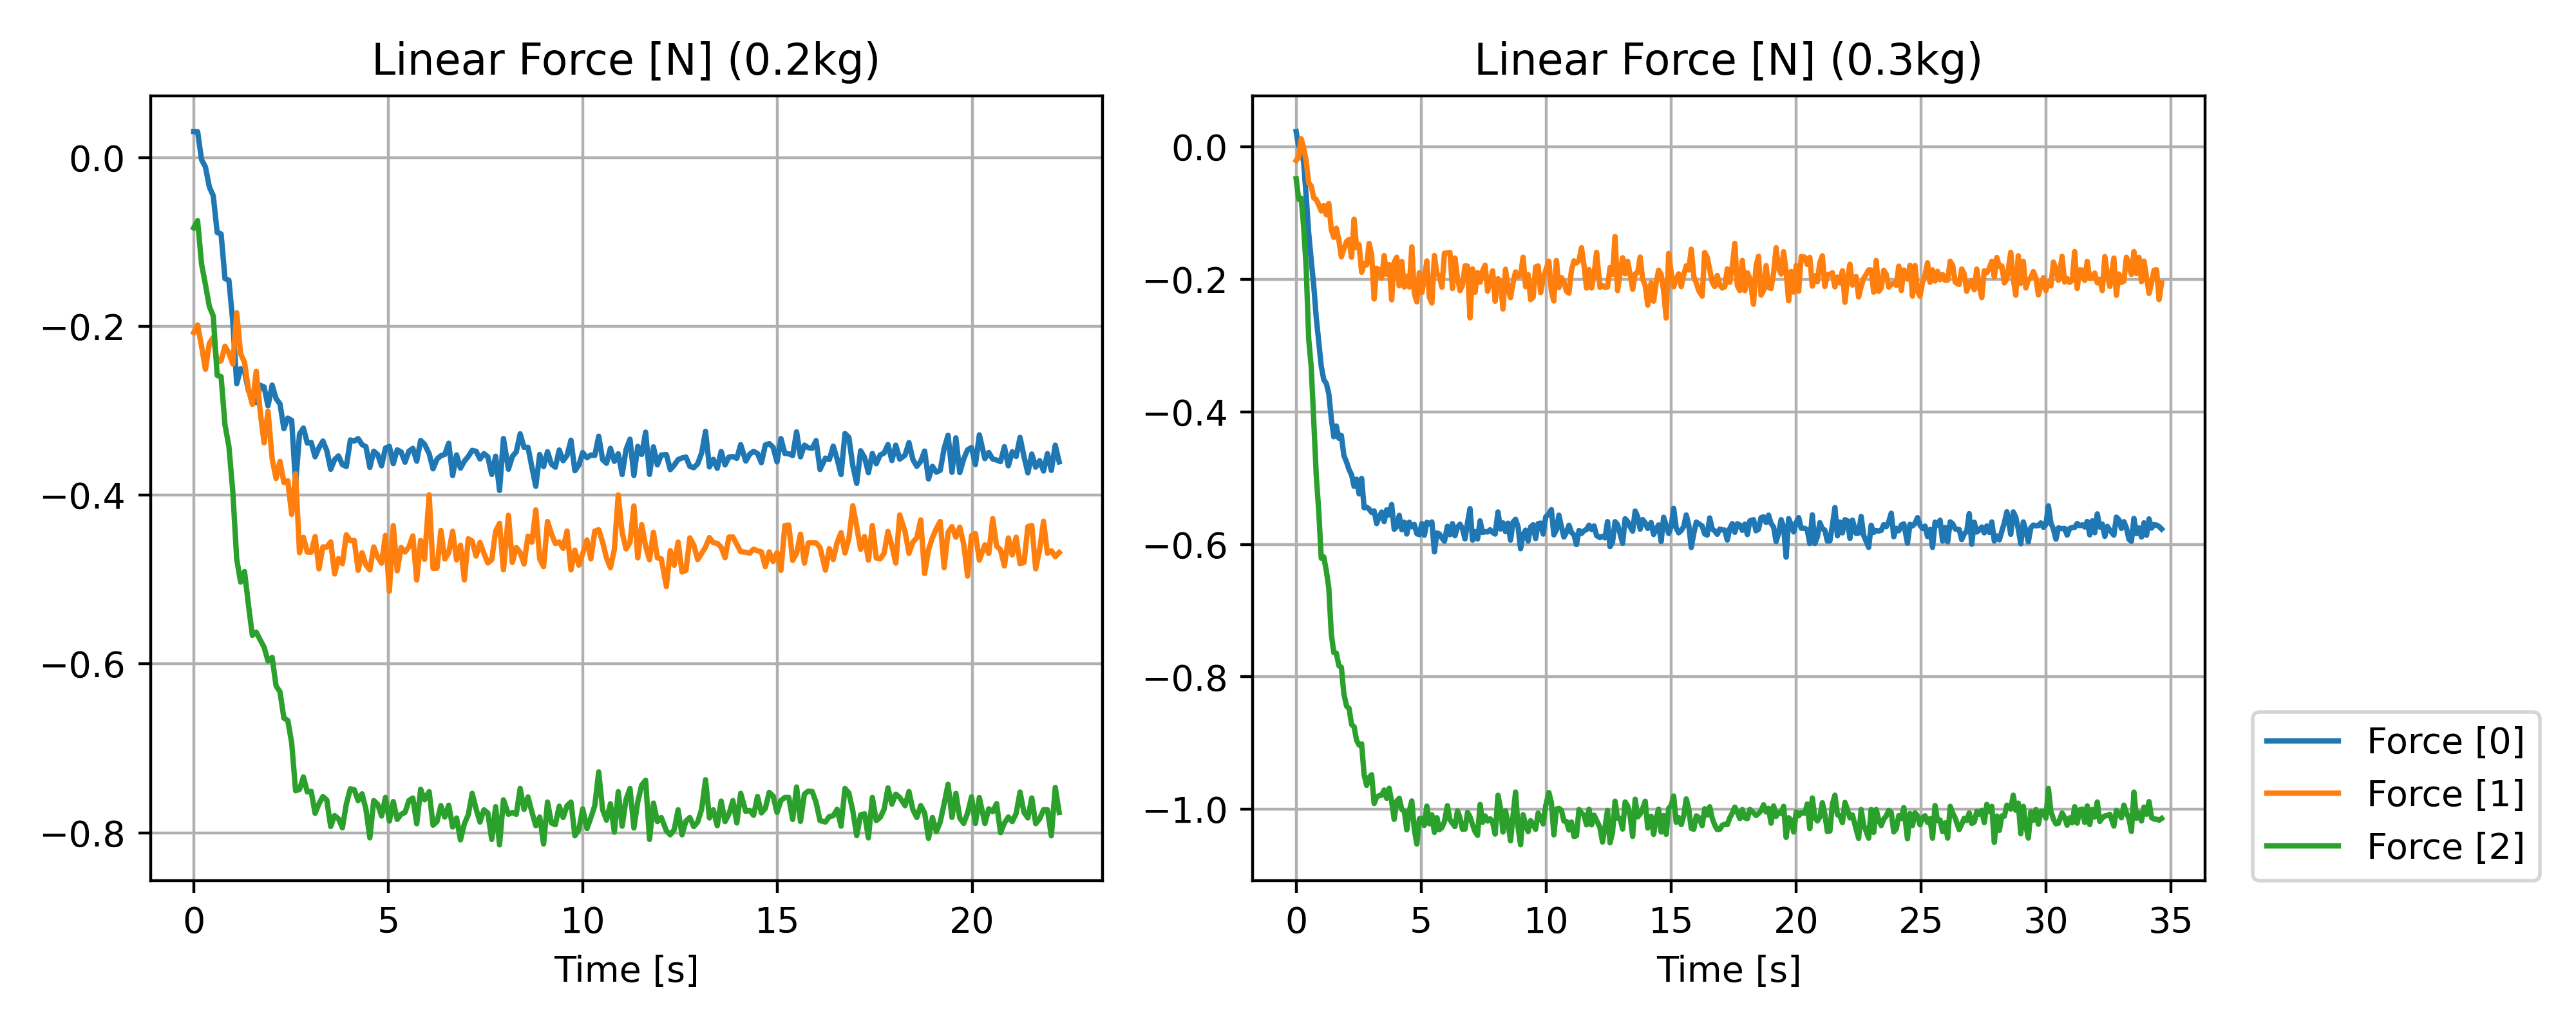 Linear Force [N] (0.2kg)
0.0
−0.2
−0.4
−0.6
−0.8
0 5 10 15 20
Time [s]
Linear Force [N] (0.3kg)
0.0
−0.2
−0.4
−0.6
−0.8
−1.0
0 5 10 15 20 25 30 35
Time [s]
Force [0]
Force [1]
Force [2]